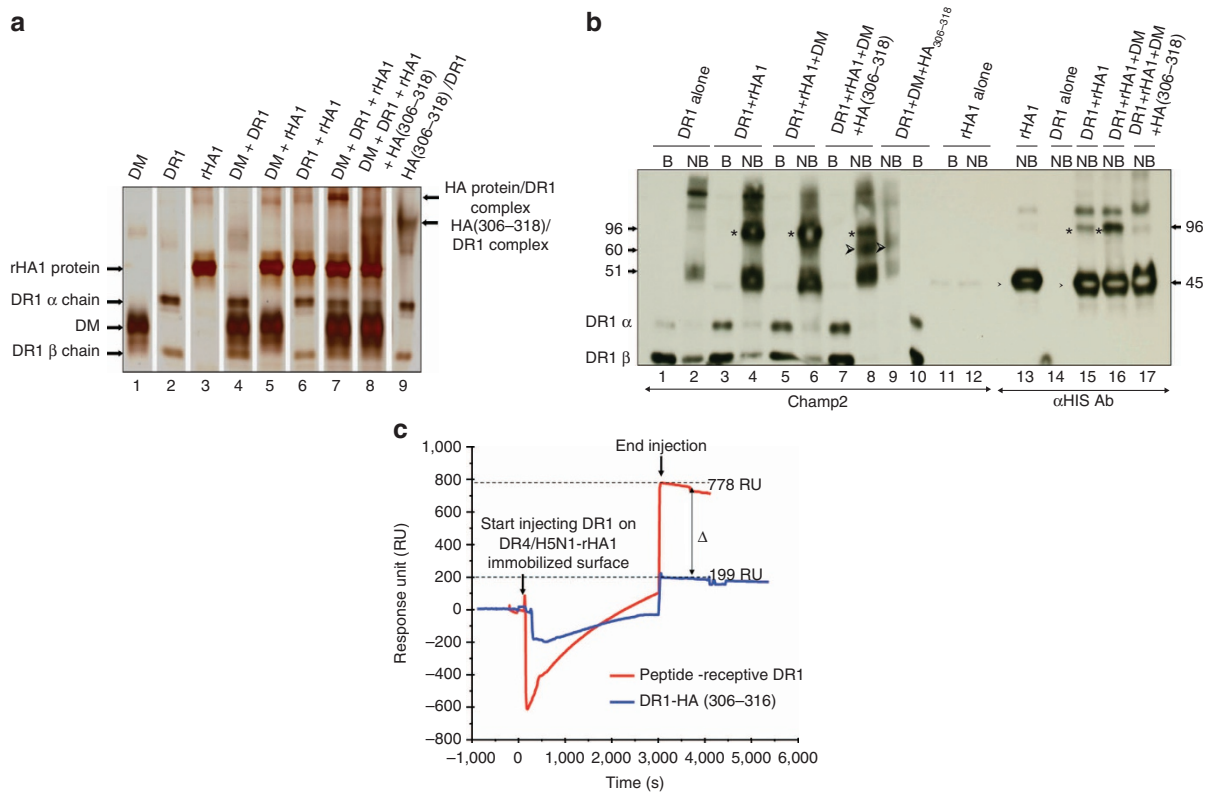 a
DM
DR1
rHA1
DM + DR1
DM + rHA1
DR1 + rHA1
DM + DR1 + rHA1
DM + DR1 + rHA1
+ HA(306–318)
HA(306–318) /DR1
HA protein/DR1
complex
HA(306–318)/
DR1 complex
rHA1 protein
DR1 α chain
DM
DR1 β chain
1 2 3 4 5 6 7 8 9
b
DR1 alone
DR1+rHA1
DR1+rHA1+DM
DR1+rHA1+DM
+HA(306–318)
DR1+DM+HA306–318
rHA1 alone
rHA1
DR1 alone
DR1+rHA1
DR1+rHA1+DM
DR1+rHA1+DM
+HA(306–318)
B NB B NB B NB B NB NB B B NB NB NB NB NB NB
96
60
51
DR1 α
DR1 β
* * * * *
96
45
1 2 3 4 5 6 7 8 9 10 11 12 13 14 15 16 17
Champ2
αHIS Ab
c
Response unit (RU)
1,000
800
600
400
200
0
–200
–400
–600
–800
End injection
778 RU
Start injecting DR1 on
DR4/H5N1-rHA1
immobilized surface
Δ
199 RU
Peptide -receptive DR1
DR1-HA (306–316)
–1,000 0 1,000 2,000 3,000 4,000 5,000 6,000
Time (s)